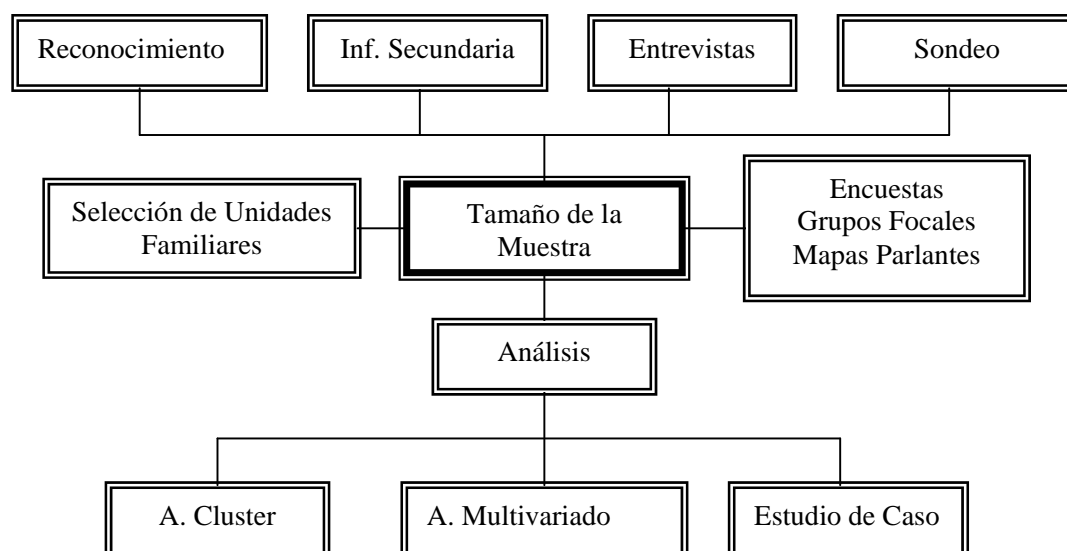 Reconocimiento
Inf. Secundaria
Entrevistas
Sondeo
Selección de Unidades
Familiares
Tamaño de la
Muestra
Encuestas
Grupos Focales
Mapas Parlantes
Análisis
A. Cluster
A. Multivariado
Estudio de Caso